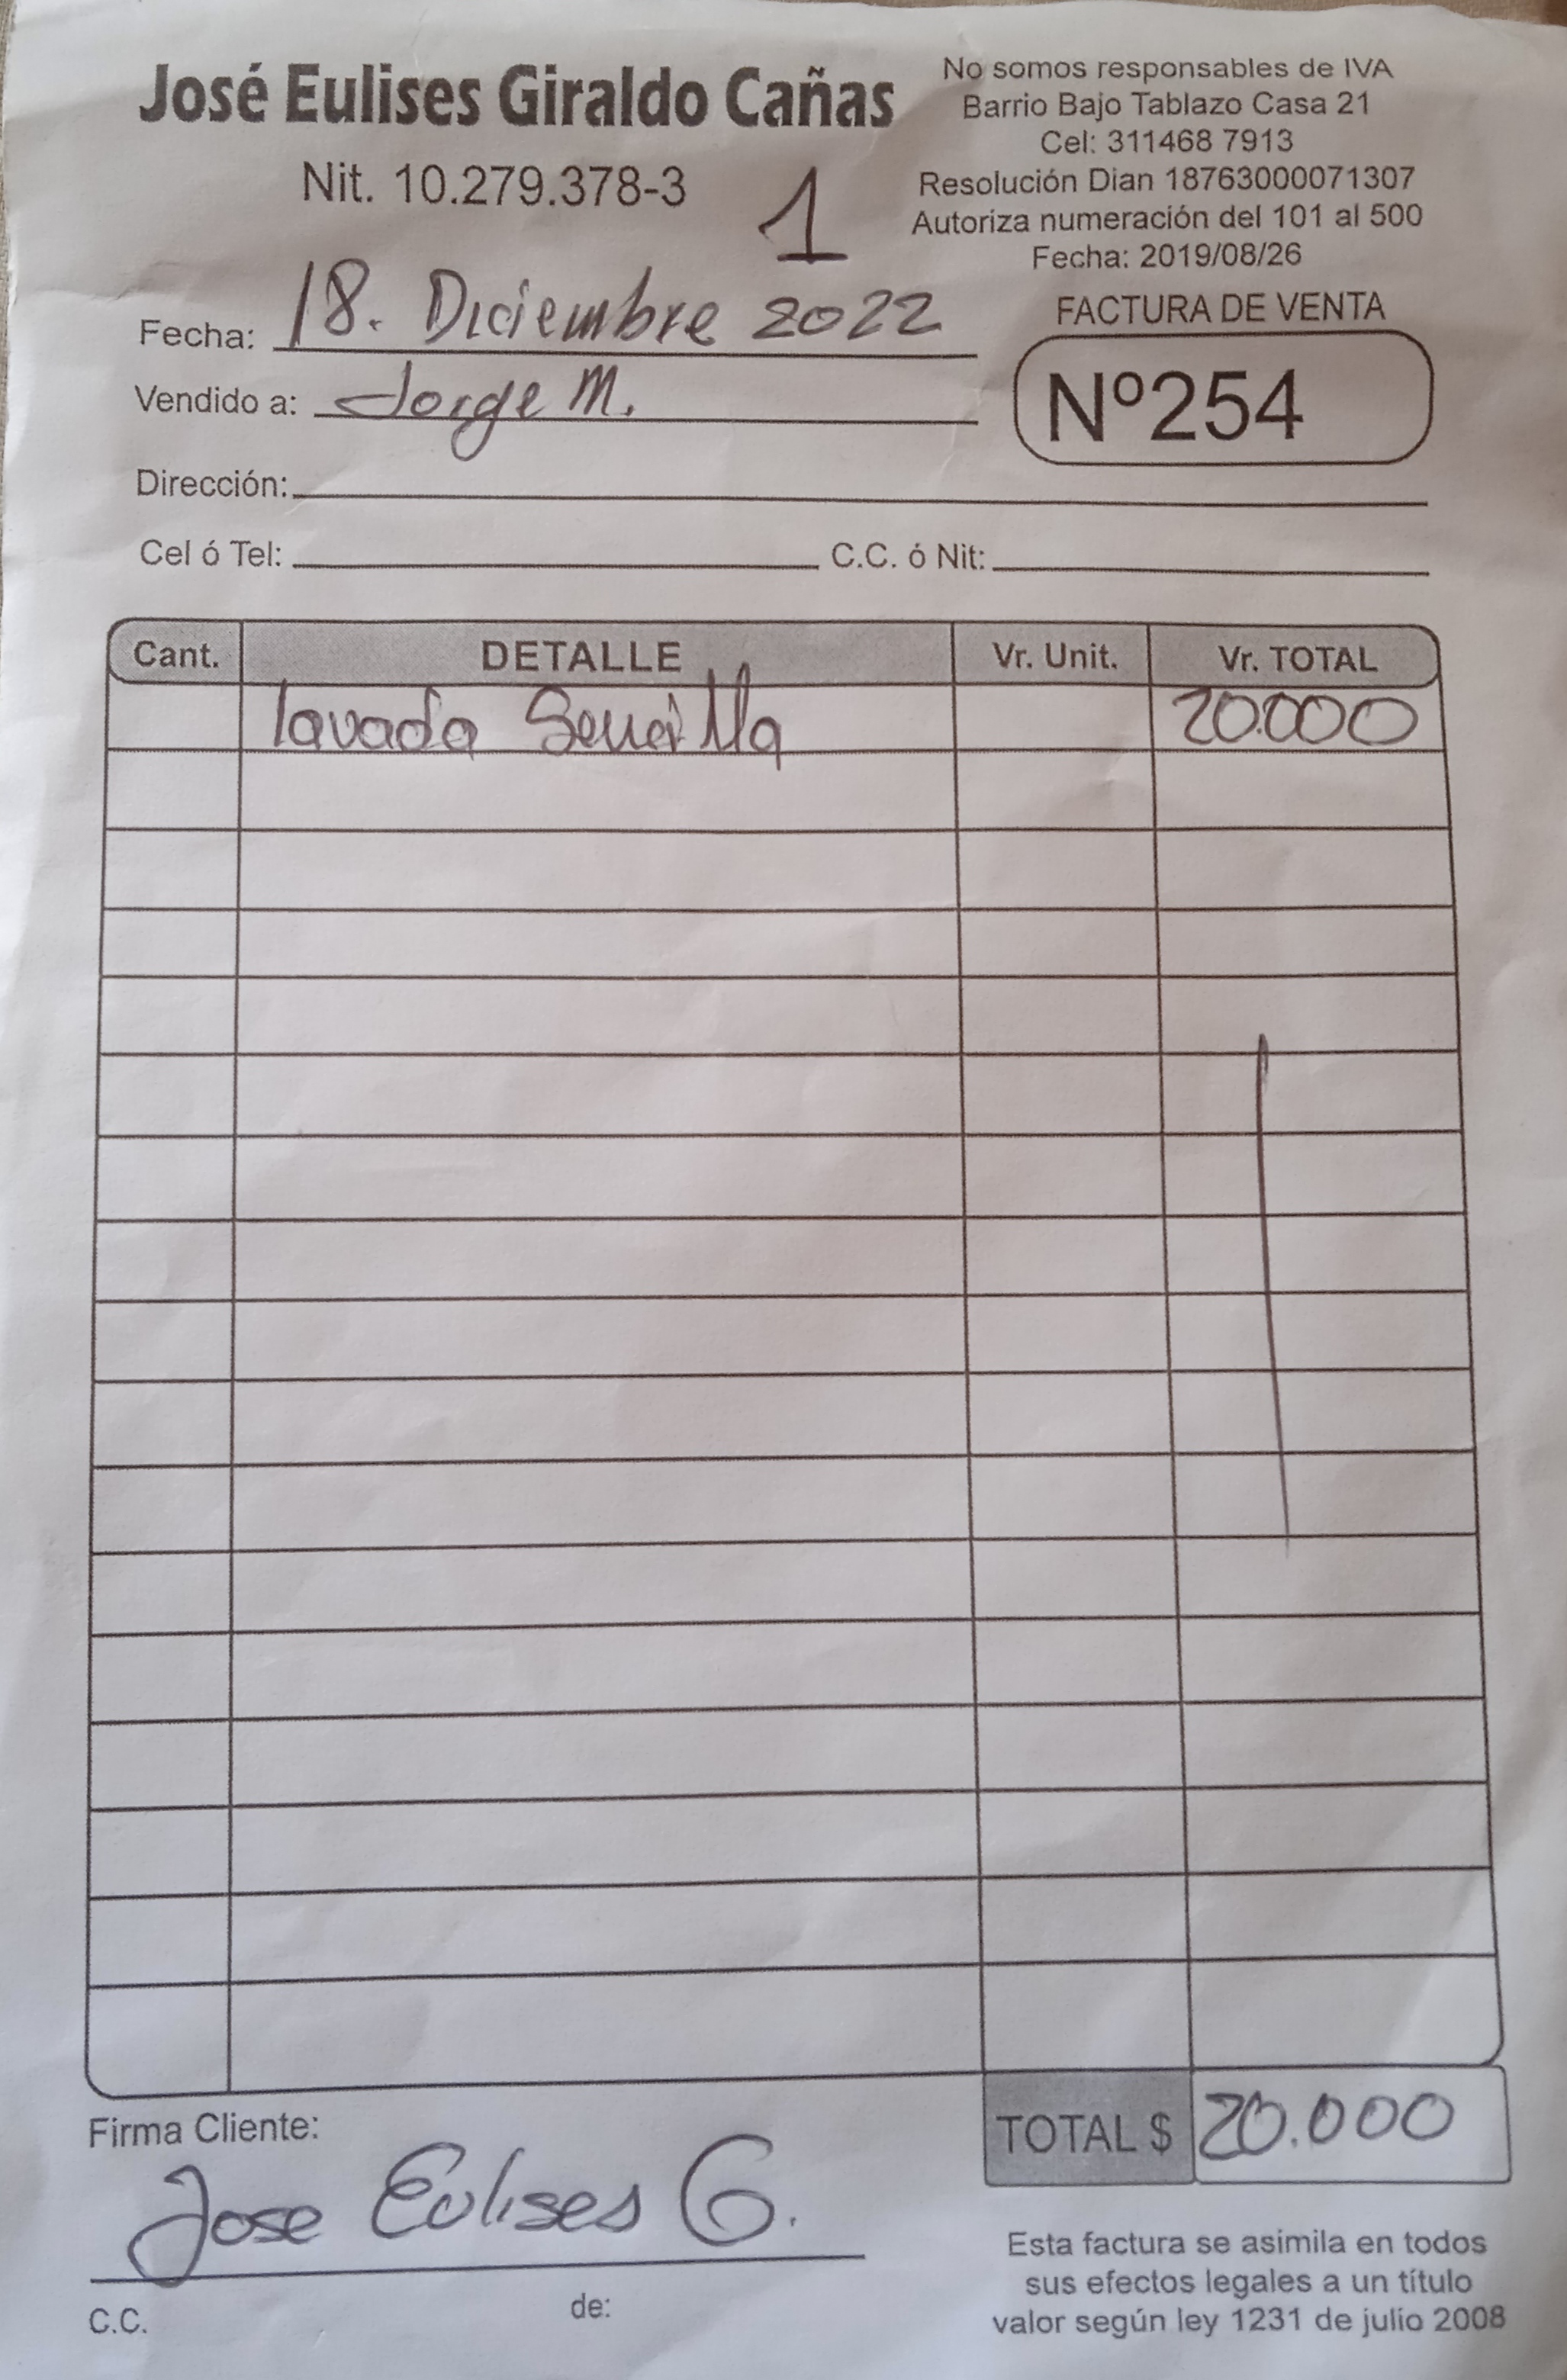 José Eulises Giraldo Cañas
Nit. 10.279.378-3
1
No somos responsables de IVA
Barrio Bajo Tablazo Casa 21
Cel: 311468 7913
Resolución Dian 18763000071307
Autoriza numeración del 101 al 500
Fecha: 2019/08/26
FACTURA DE VENTA
Nº254
Fecha: 18. Diciembre 2022
Vendido a: Jorge M.
Dirección:
Cel ó Tel: C.C. ó Nit:
Cant. DETALLE Vr. Unit. Vr. TOTAL
lavada Sencilla 20.000
TOTAL $ 20.000
Firma Cliente:
Jose Eulises G.
C.C. de:
Esta factura se asimila en todos
sus efectos legales a un título
valor según ley 1231 de julio 2008